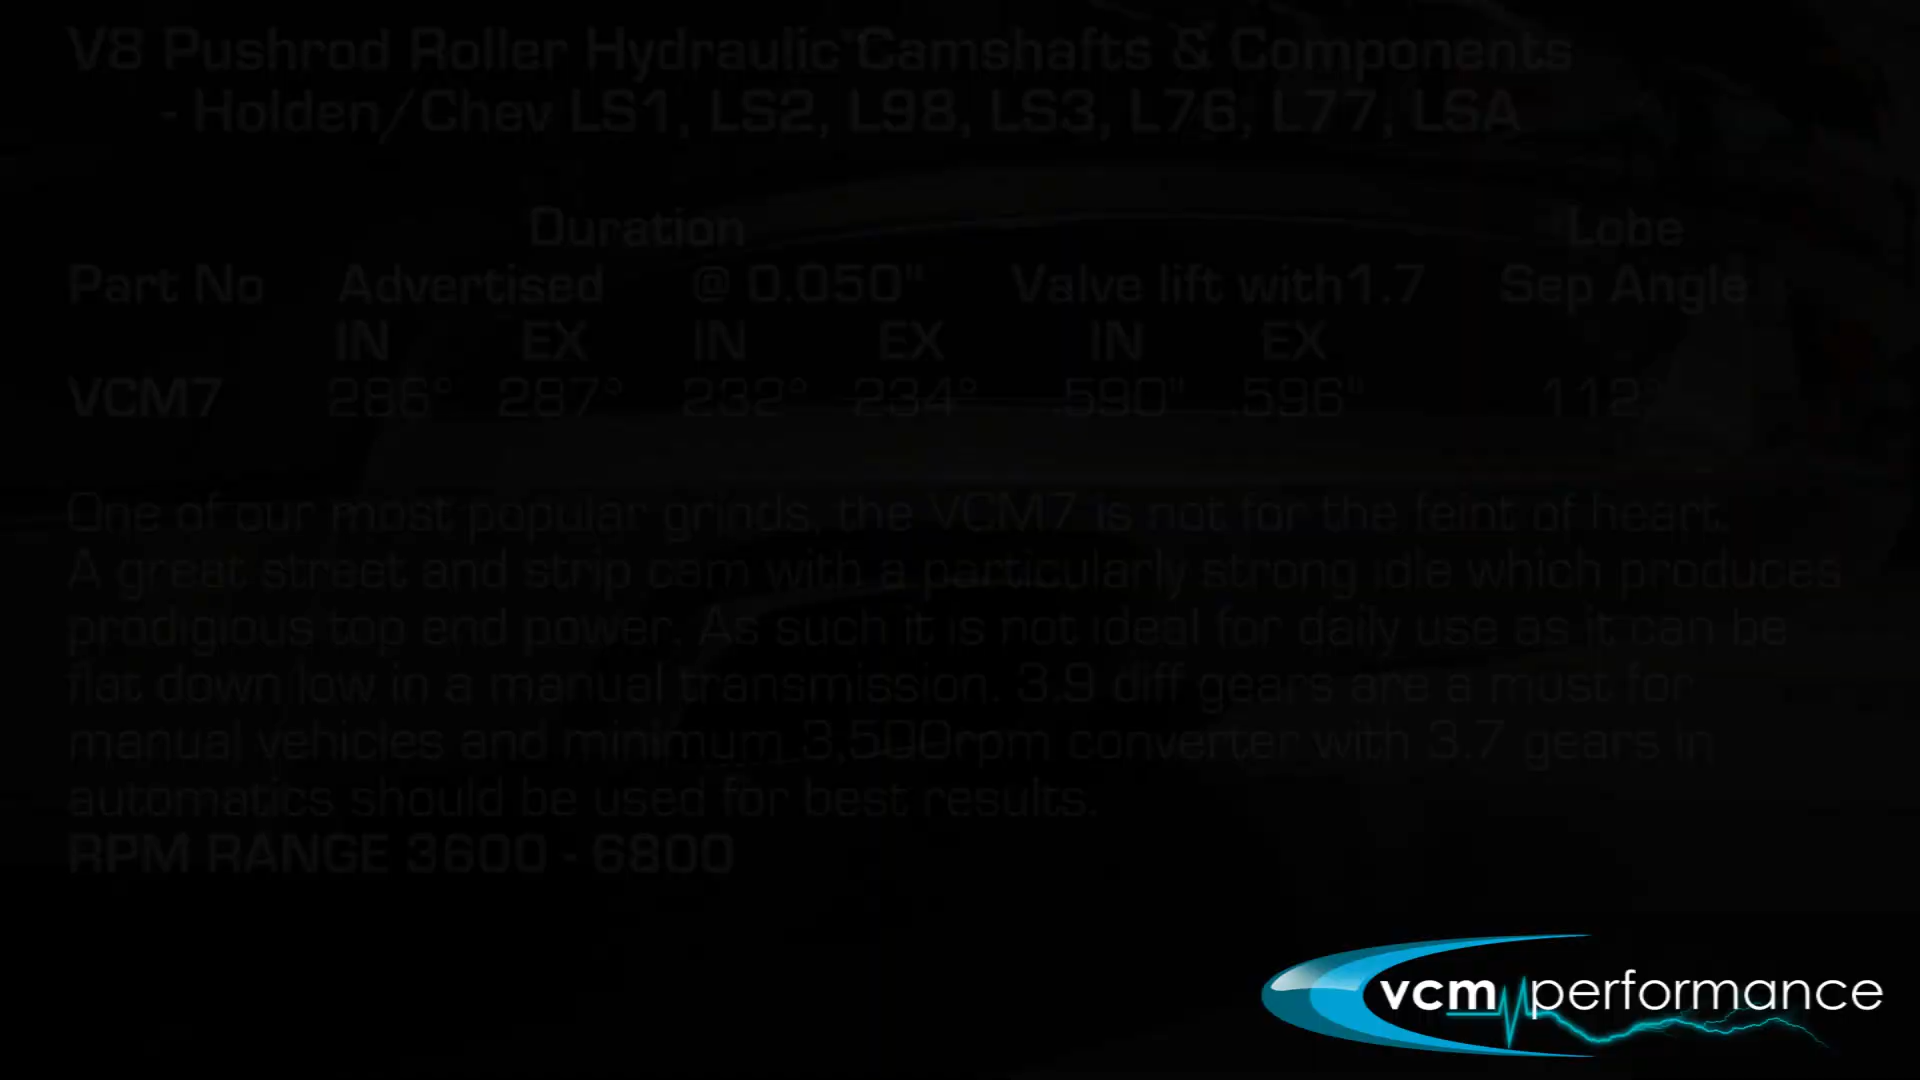 V8 Pushrod Roller Hydraulic Camshafts & Components
- Holden/Chev LS1, LS2, L98, LS3, L76, L77, LSA
Duration Lobe
Part No Advertised @ 0.050" Valve lift with1.7 Sep Angle
IN EX IN EX IN EX
VCM7 286° 287° 232° 234° .590" .596" 112°
One of our most popular grinds, the VCM7 is not for the feint of heart.
A great street and strip cam with a particularly strong idle which produces
prodigious top end power. As such it is not ideal for daily use as it can be
flat down low in a manual transmission. 3.9 diff gears are a must for
manual vehicles and minimum 3,500rpm converter with 3.7 gears in
automatics should be used for best results.
RPM RANGE 3600 - 6800
vcm performance